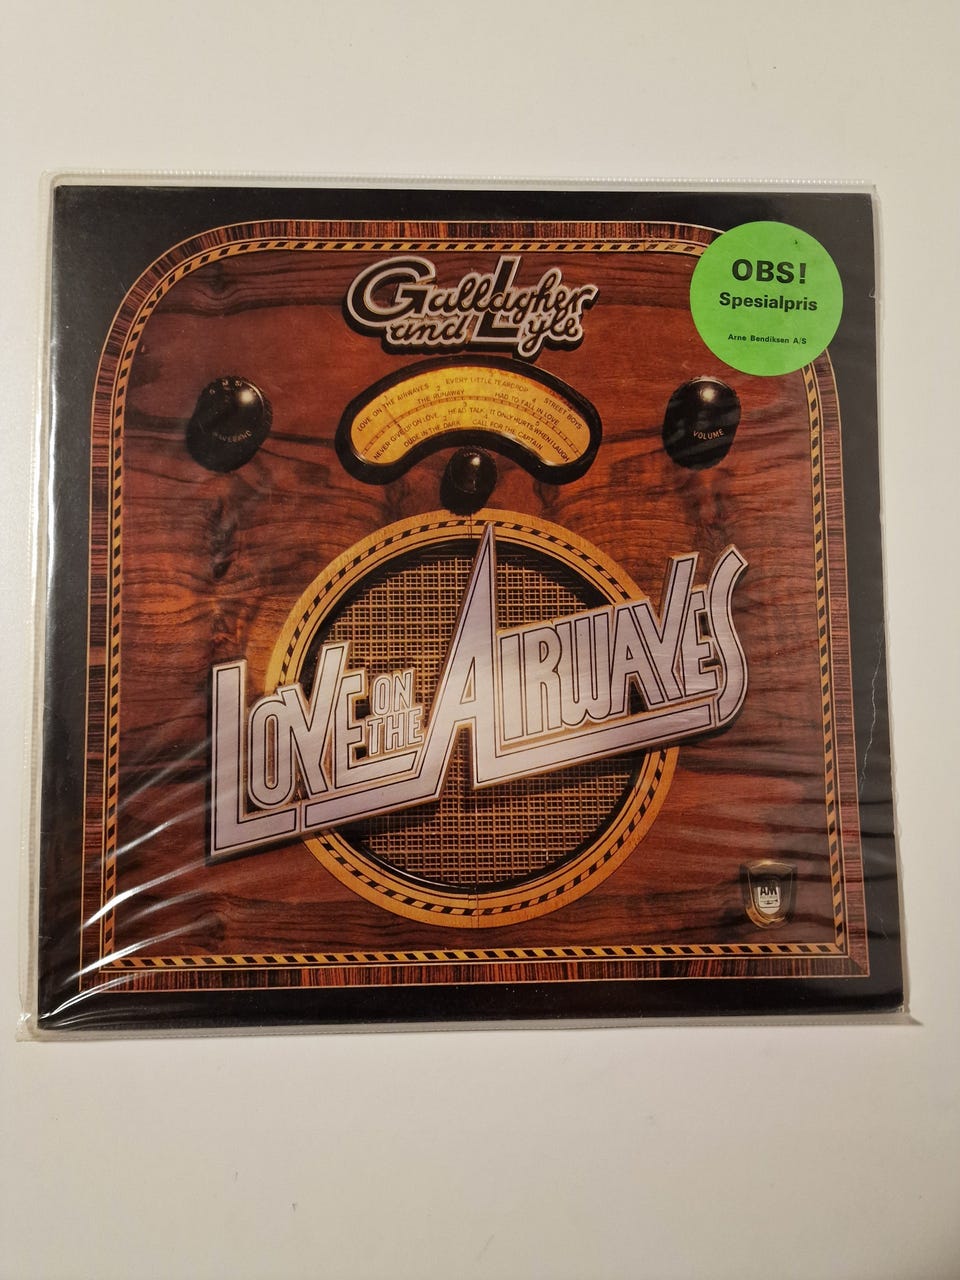 OBS!
Spesialpris
Arne Bendiksen A/S
Gallagher
and Lyle
LOVE ON THE AIRWAVES EVERY LITTLE TEARDROP STREET BOYS
THE RUNAWAY HAD TO FALL IN LOVE
NEVER GIVE UP ON LOVE HEAD TALK IT ONLY HURTS WHEN I LAUGH
DUDE IN THE DARK CALL FOR THE CAPTAIN
WAVEBAND
VOLUME
LOVE ON THE AIRWAVES
A&M